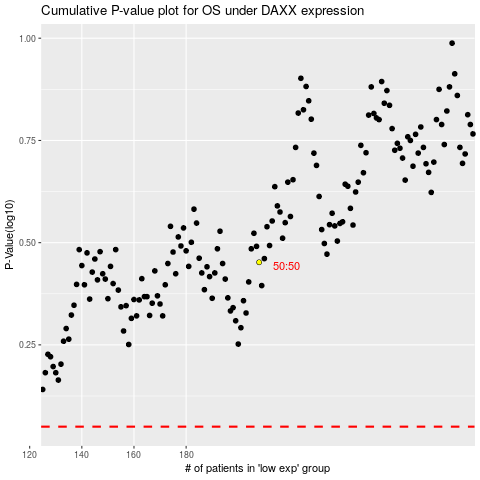 Cumulative P-value plot for OS under DAXX expression
1.00
0.75
0.50
0.25
P-Value(log10)
50:50
120 140 160 180
# of patients in 'low exp' group